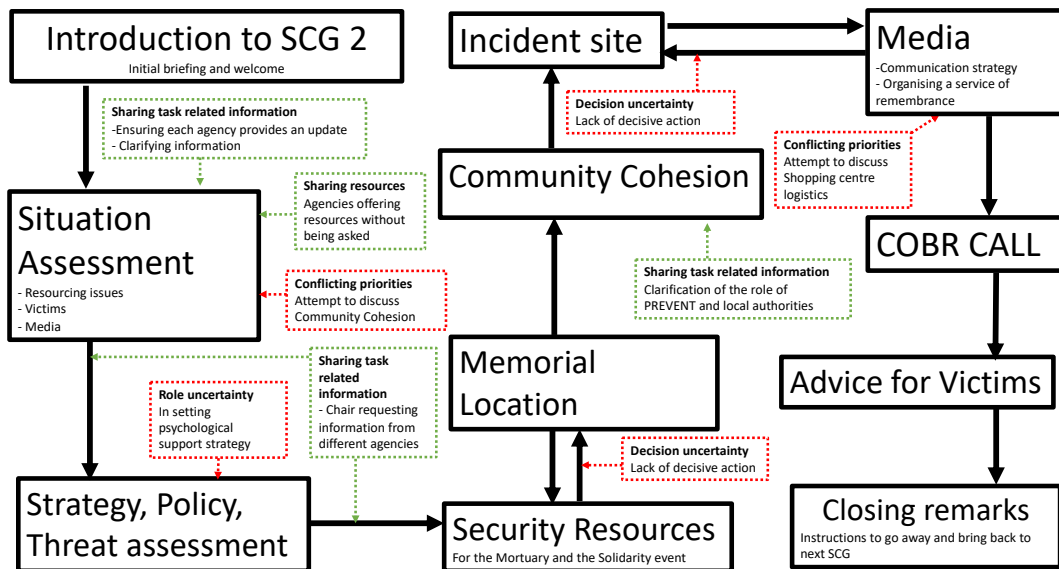 Introduction to SCG 2
Initial briefing and welcome
Sharing task related information
-Ensuring each agency provides an update
- Clarifying information
Situation
Assessment
- Resourcing issues
- Victims
- Media
Sharing resources
Agencies offering
resources without
being asked
Conflicting priorities
Attempt to discuss
Community Cohesion
Sharing task
related
information
- Chair requesting
information from
different agencies
Role uncertainty
In setting
psychological
support strategy
Strategy, Policy,
Threat assessment
Security Resources
For the Mortuary and the Solidarity event
Memorial
Location
Decision uncertainty
Lack of decisive action
Community Cohesion
Sharing task related information
Clarification of the role of
PREVENT and local authorities
Incident site
Decision uncertainty
Lack of decisive action
Media
-Communication strategy
- Organising a service of
remembrance
Conflicting priorities
Attempt to discuss
Shopping centre
logistics
COBR CALL
Advice for Victims
Closing remarks
Instructions to go away and bring back to
next SCG